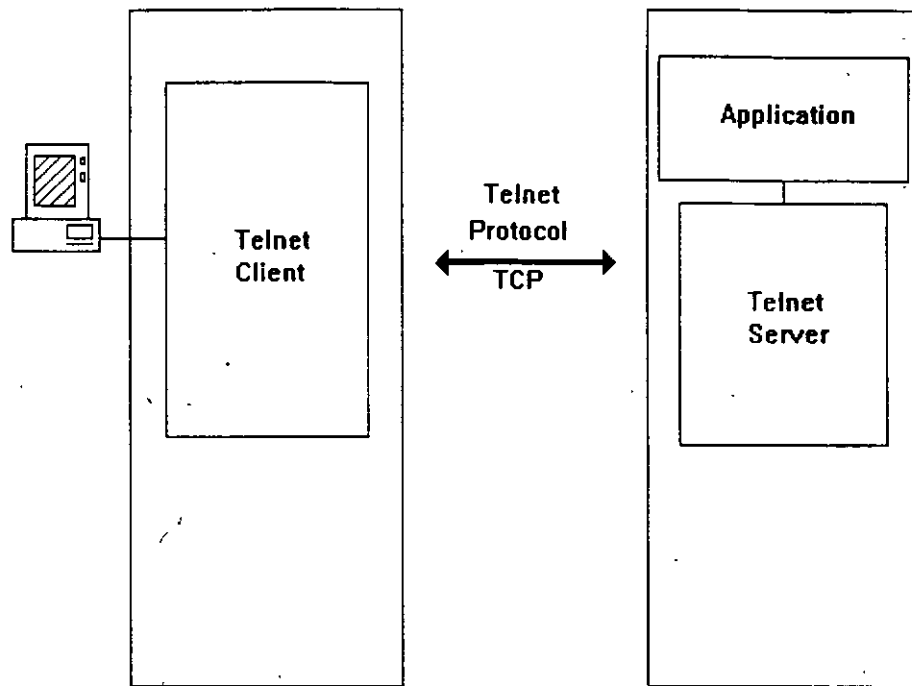 Telnet
Client
Telnet
Protocol
TCP
Application
Telnet
Server